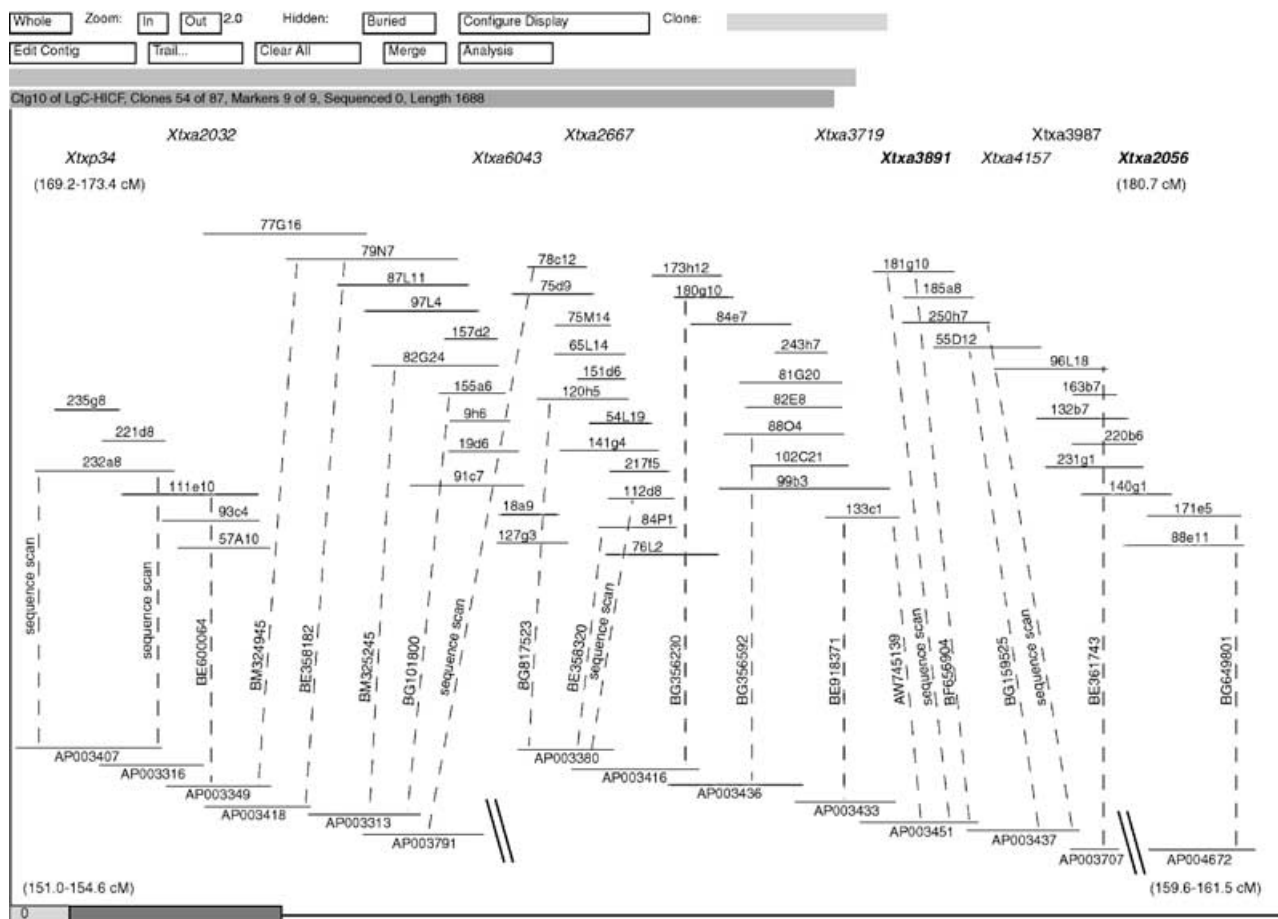 Whole Zoom: In Out 2.0 Hidden: Buried Configure Display Clone:
Edit Contig Trail... Clear All Merge Analysis
Ctg10 of LgC-HICF, Clones 54 of 87, Markers 9 of 9, Sequenced 0, Length 1688
Xtxa2032 Xtxa2667 Xtxa3719 Xtxa3987
Xtxp34 Xtxa6043 Xtxa3891 Xtxa4157 Xtxa2056
(169.2-173.4 cM) (180.7 cM)
77G16
79N7 78c12 173h12 181g10
87L11 75d9 180g10 185a8
97L4 75M14 84e7 250h7
157d2 65L14 243h7 55D12
82G24 151d6 81G20 96L18
155a6 120h5 82E8 163b7
235g8 9h6 54L19 88O4 132b7
221d8 19d6 141g4 102C21 220b6
232a8 91c7 217f5 99b3 231g1
111e10 18a9 112d8 133c1 140g1
93c4 127g3 84P1 171e5
57A10 76L2 88e11
sequence scan
sequence scan
BE600064
BM324945
BE358182
BM325245
BG101800
sequence scan
BG817523
BE358320
sequence scan
BG356230
BG356592
BE918371
AW745139
sequence scan
BF656904
BG159525
sequence scan
BE361743
BG649801
AP003407 AP003380
AP003316 AP003416
AP003349 AP003436
AP003418 AP003433
AP003313 AP003451
AP003791 AP003437
AP003707 AP004672
(151.0-154.6 cM) (159.6-161.5 cM)
0